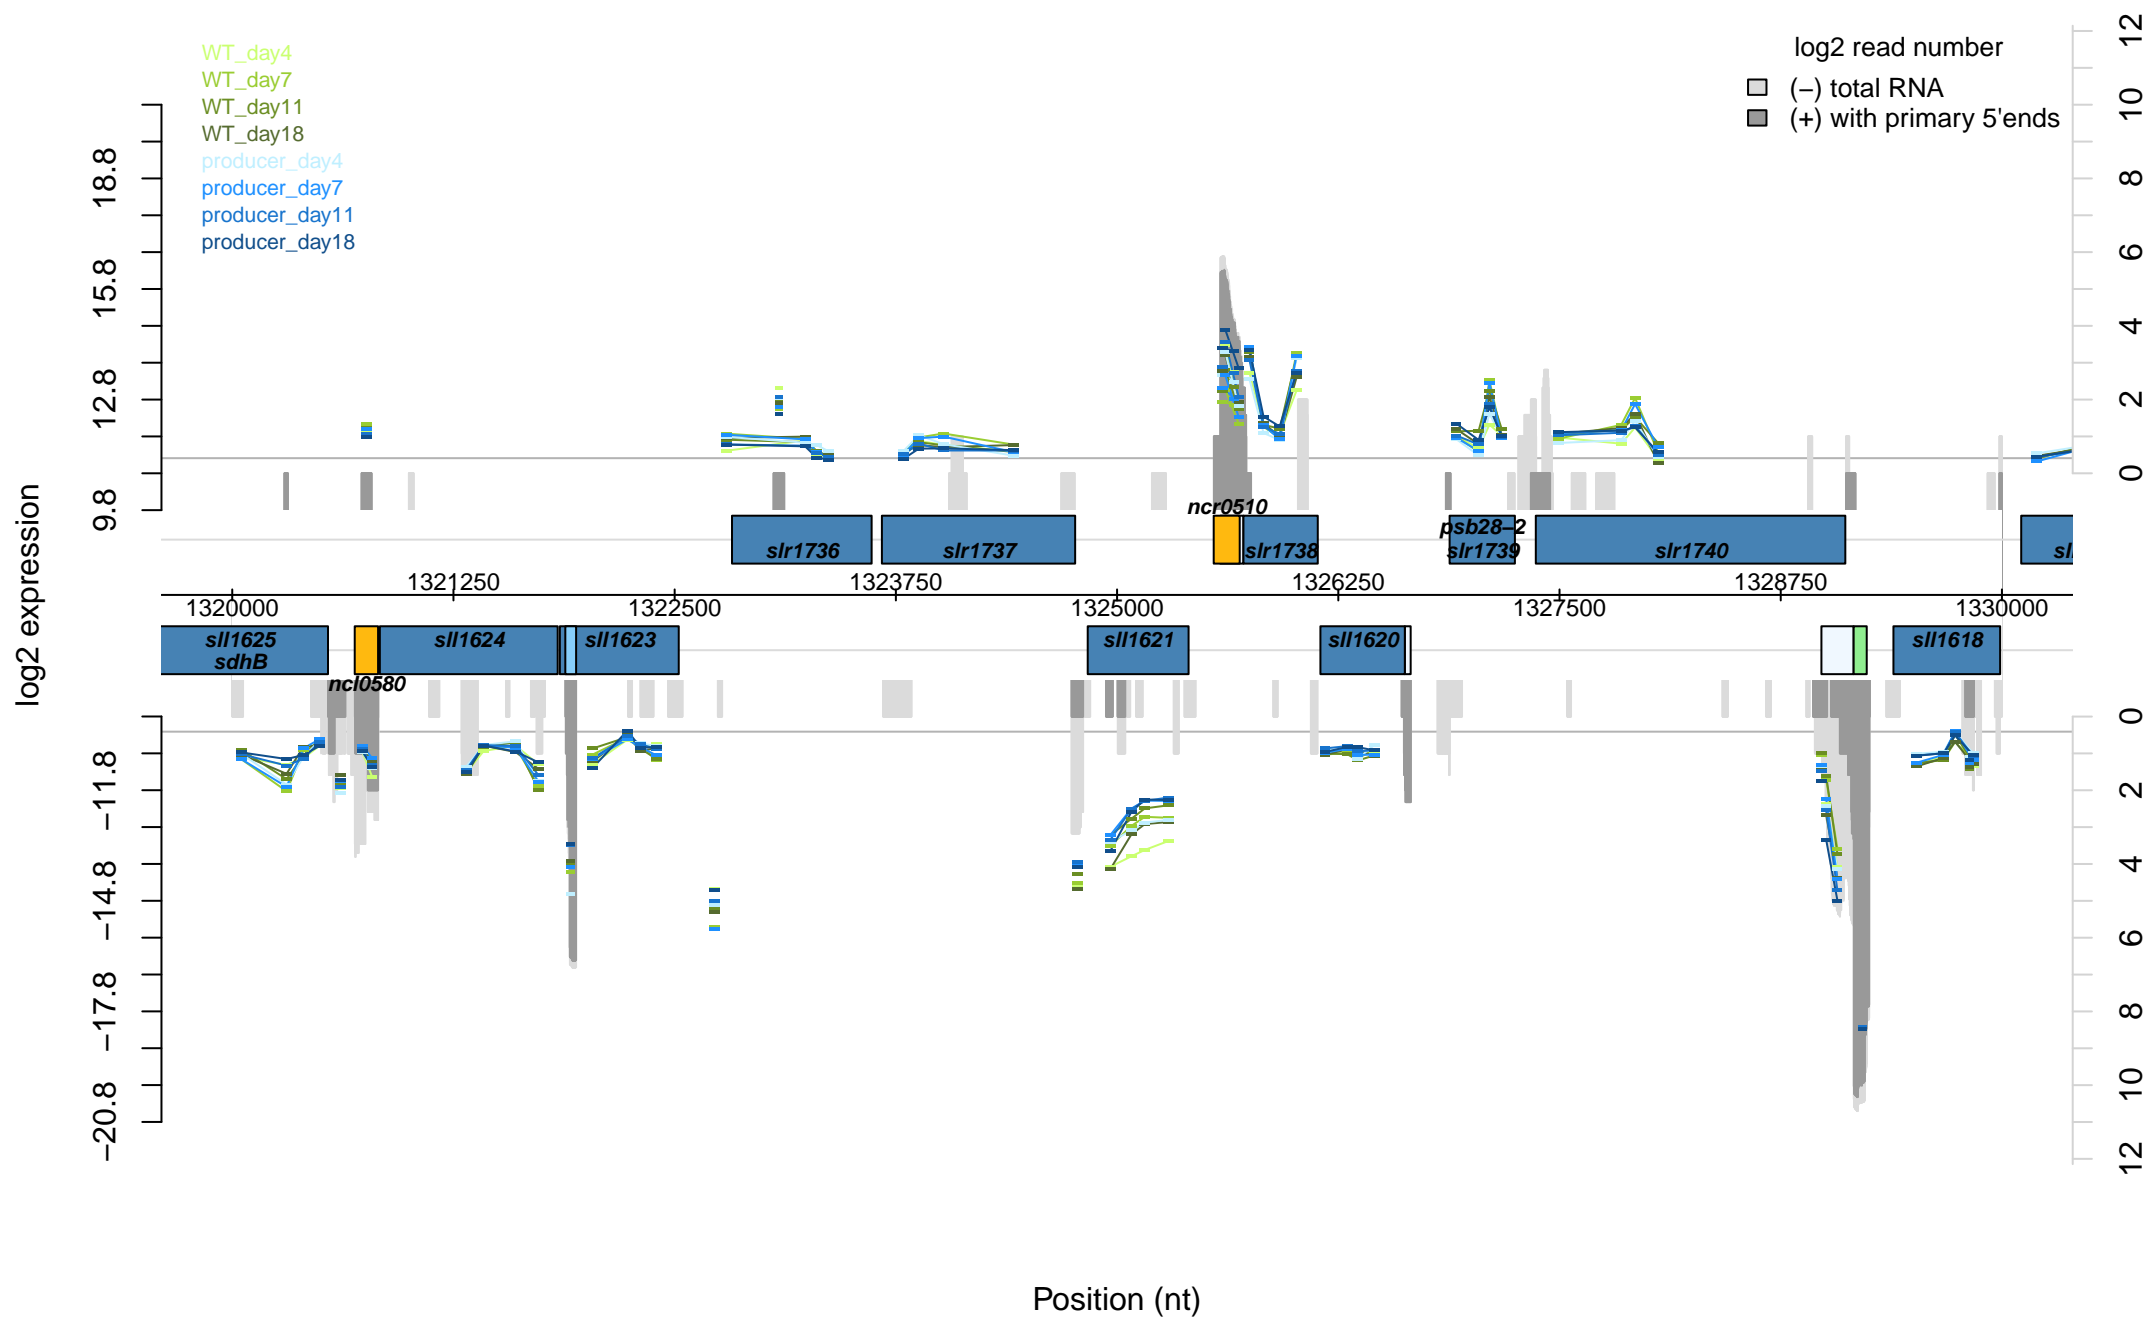 WT_day4
WT_day7
WT_day11
WT_day18
producer_day4
producer_day7
producer_day11
producer_day18
log2 read number
(−) total RNA
(+) with primary 5'ends
log2 expression
18.8
15.8
12.8
9.8
12
10
8
6
4
2
0
ncr0510
psb28−2
slr1736
slr1737
slr1738
slr1739
slr1740
sl
1321250
1323750
1326250
1328750
1320000
1322500
1325000
1327500
1330000
sll1625
sdhB
sll1624
sll1623
sll1621
sll1620
sll1618
ncl0580
−11.8
−14.8
−17.8
−20.8
0
2
4
6
8
10
12
Position (nt)